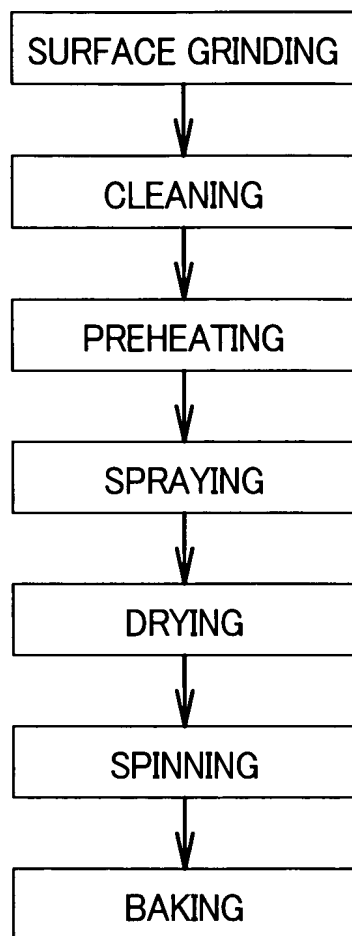 SURFACE GRINDING
CLEANING
PREHEATING
SPRAYING
DRYING
SPINNING
BAKING